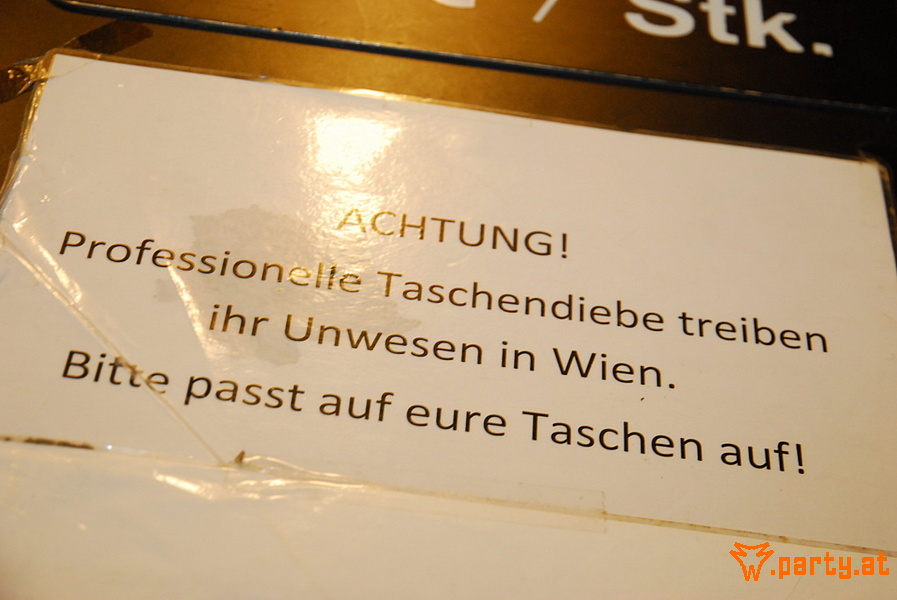 / Stk.
ACHTUNG!
Professionelle Taschendiebe treiben
ihr Unwesen in Wien.
Bitte passt auf eure Taschen auf!
.party.at